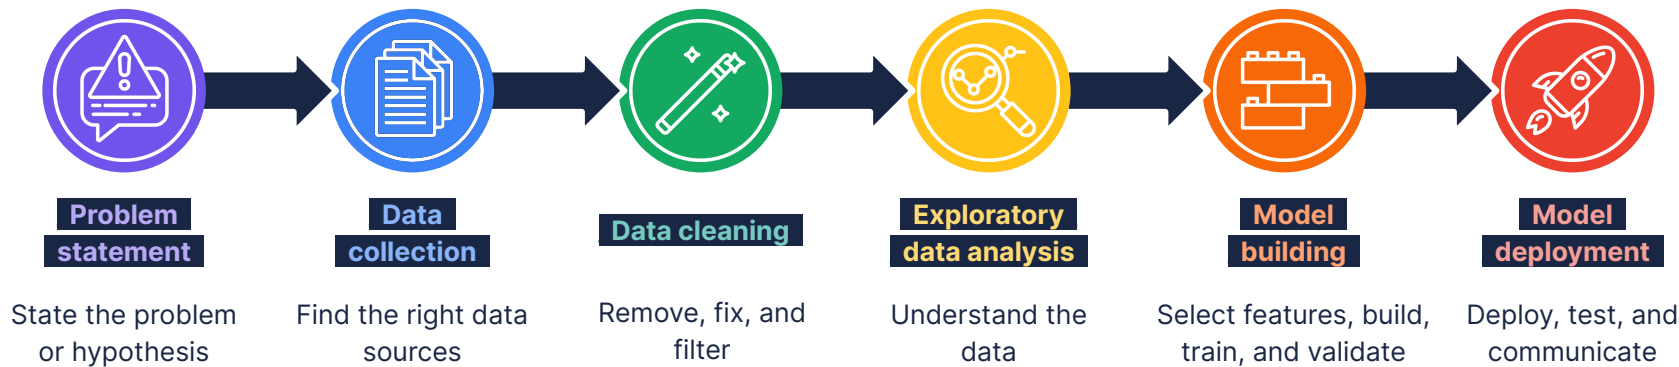 Problem
statement
State the problem
or hypothesis
Data
collection
Find the right data
sources
Data cleaning
Remove, fix, and
filter
Exploratory
data analysis
Understand the
data
Model
building
Select features, build,
train, and validate
Model
deployment
Deploy, test, and
communicate